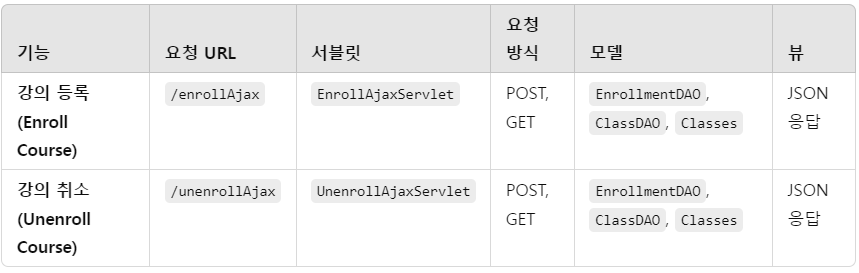 기능
요청 URL
서블릿
요청
방식
모델
뷰
강의 등록
(Enroll
Course)
/enrollAjax
EnrollAjaxServlet
POST,
GET
EnrollmentDAO,
ClassDAO, Classes
JSON
응답
강의 취소
(Unenroll
Course)
/unenrollAjax
UnenrollAjaxServlet
POST,
GET
EnrollmentDAO,
ClassDAO, Classes
JSON
응답